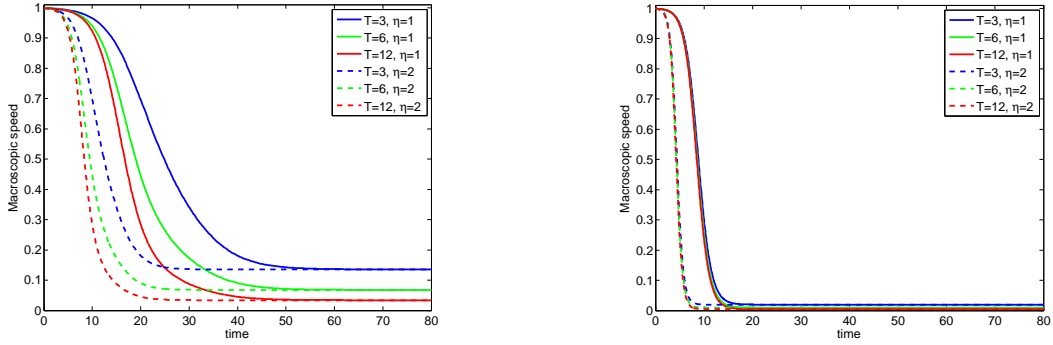 1
0.9
0.8
0.7
0.6
0.5
0.4
0.3
0.2
0.1
0
Macroscopic speed
0 10 20 30 40 50 60 70 80
time
T=3, η=1
T=6, η=1
T=12, η=1
T=3, η=2
T=6, η=2
T=12, η=2
1
0.9
0.8
0.7
0.6
0.5
0.4
0.3
0.2
0.1
0
Macroscopic speed
0 10 20 30 40 50 60 70 80
time
T=3, η=1
T=6, η=1
T=12, η=1
T=3, η=2
T=6, η=2
T=12, η=2